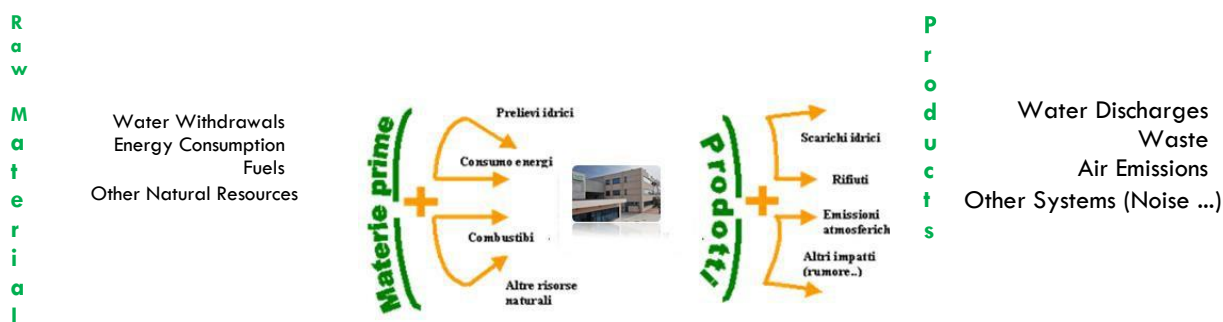 Raw Material
Water Withdrawals
Energy Consumption
Fuels
Other Natural Resources
Materie prime
+
Prelievi idrici
Consumo energi
Combustibi
Altre risorse
naturali
Prodotti
+
Scarichi idrici
Rifiuti
Emissioni
atmosferich
Altri impatti
(rumore..)
Products
Water Discharges
Waste
Air Emissions
Other Systems (Noise ...)